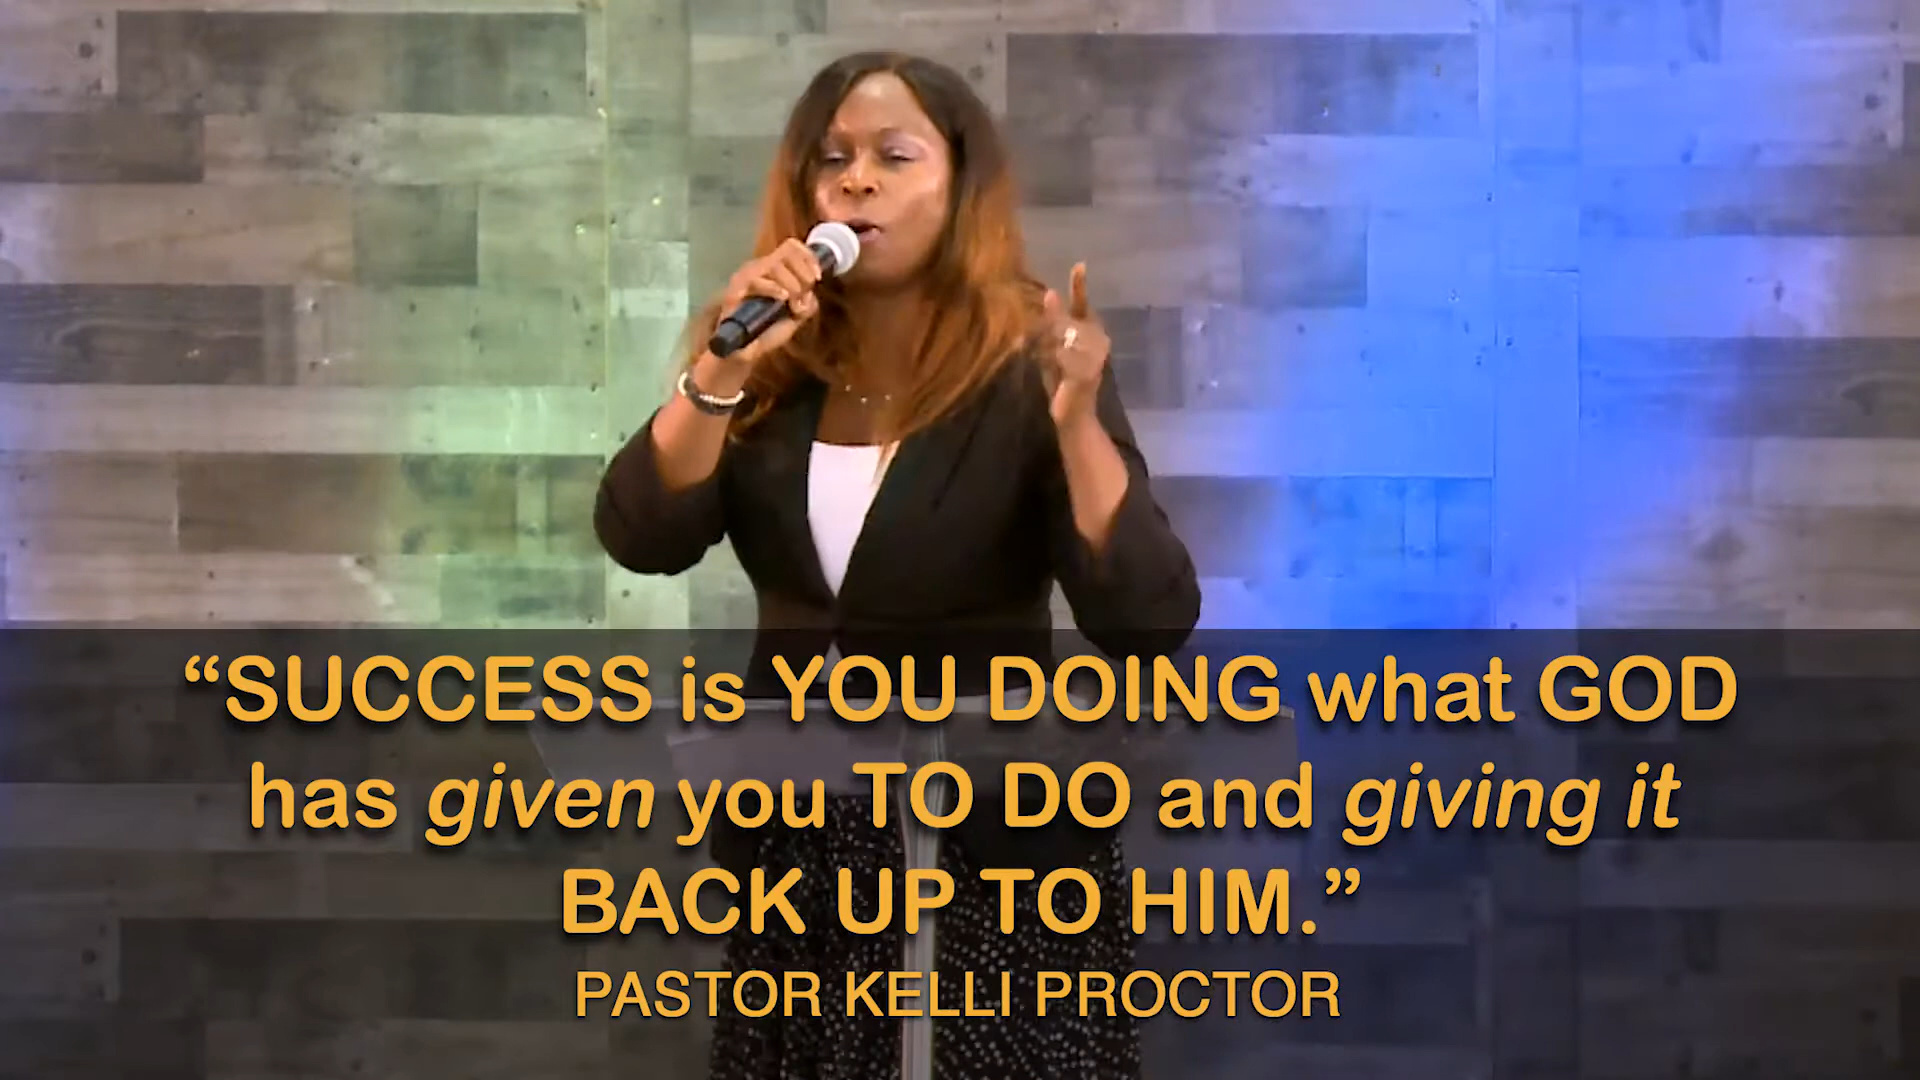 “SUCCESS is YOU DOING what GOD
has given you TO DO and giving it
BACK UP TO HIM.”
PASTOR KELLI PROCTOR